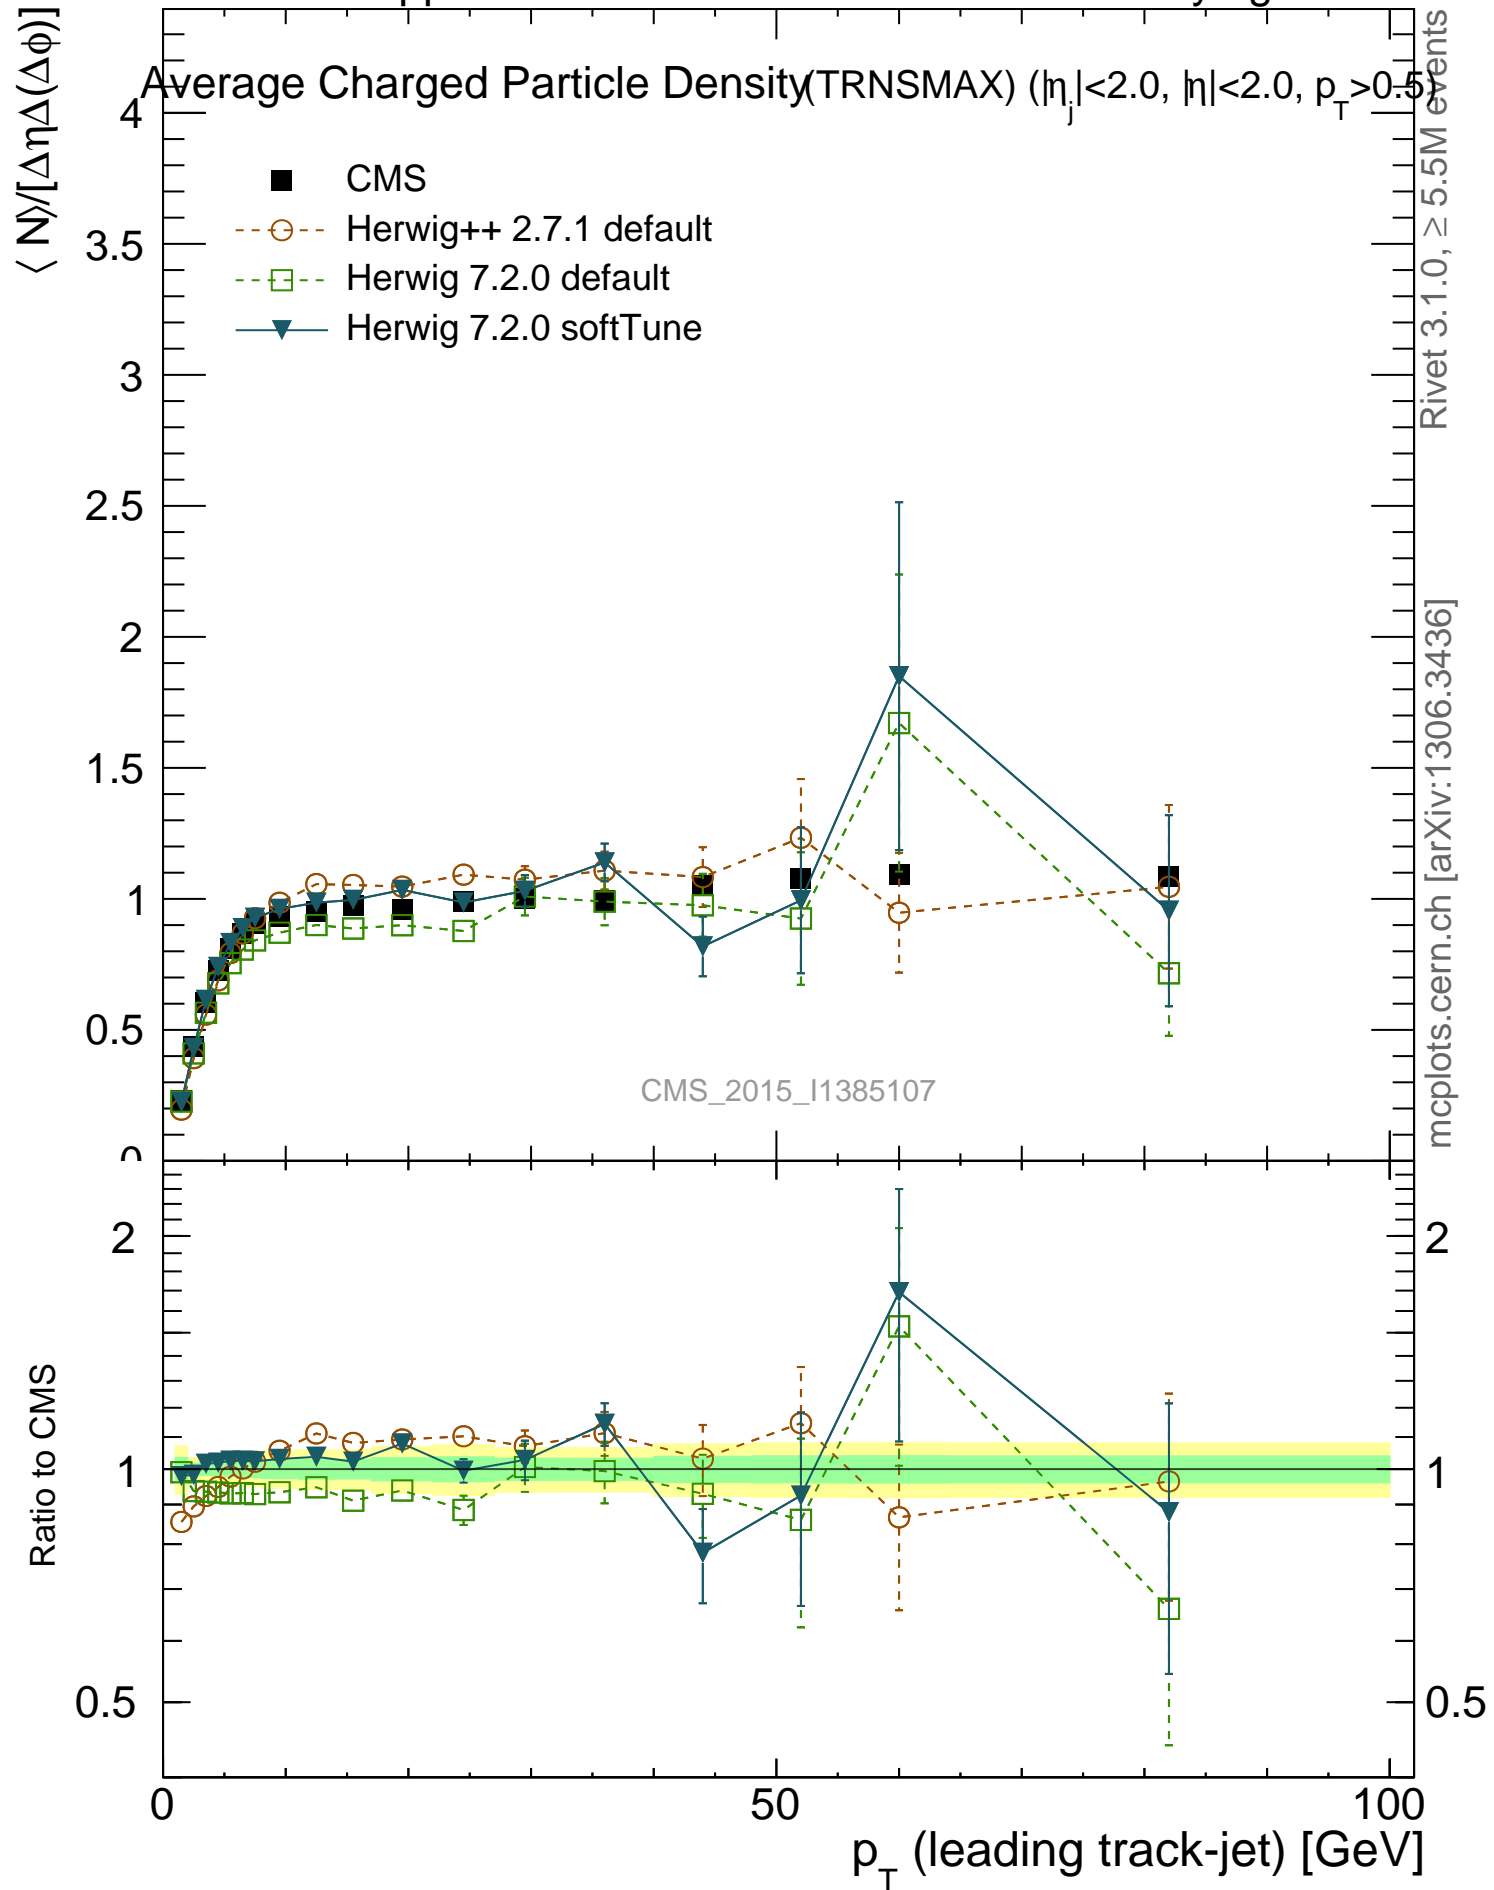 Average Charged Particle Density (TRNSMAX) (|ηj|<2.0, |η|<2.0, pT>0.5)
⟨ N⟩/[ΔηΔ(Δϕ)]
CMS
Herwig++ 2.7.1 default
Herwig 7.2.0 default
Herwig 7.2.0 softTune
4
3.5
3
2.5
2
1.5
1
0.5
0
CMS_2015_I1385107
Rivet 3.1.0, ≥ 5.5M events
mcplots.cern.ch [arXiv:1306.3436]
Ratio to CMS
2
1
0.5
2
1
0.5
0
50
100
pT (leading track-jet) [GeV]